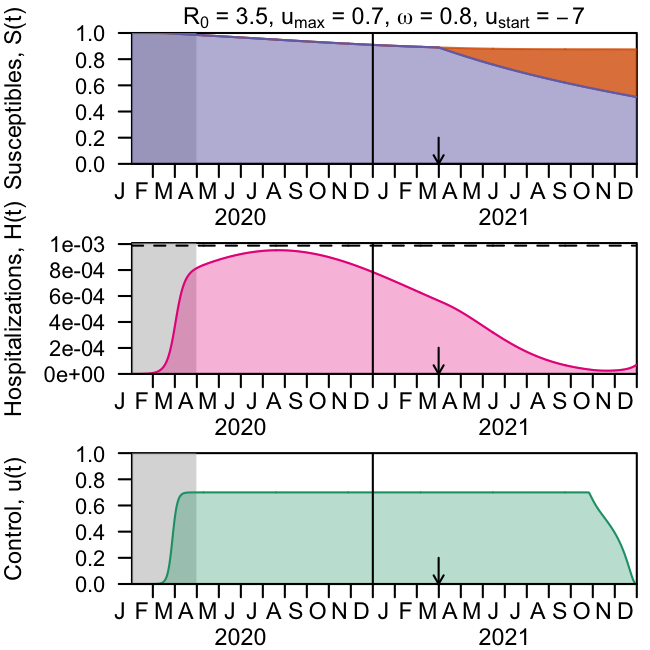 R0 = 3.5, umax = 0.7, ω = 0.8, ustart = −7
Susceptibles, S(t)
1.0
0.8
0.6
0.4
0.2
0.0
J F M A M J J A S O N D J F M A M J J A S O N D
2020 2021
Hospitalizations, H(t)
1e-03
8e-04
6e-04
4e-04
2e-04
0e+00
J F M A M J J A S O N D J F M A M J J A S O N D
2020 2021
Control, u(t)
1.0
0.8
0.6
0.4
0.2
0.0
J F M A M J J A S O N D J F M A M J J A S O N D
2020 2021